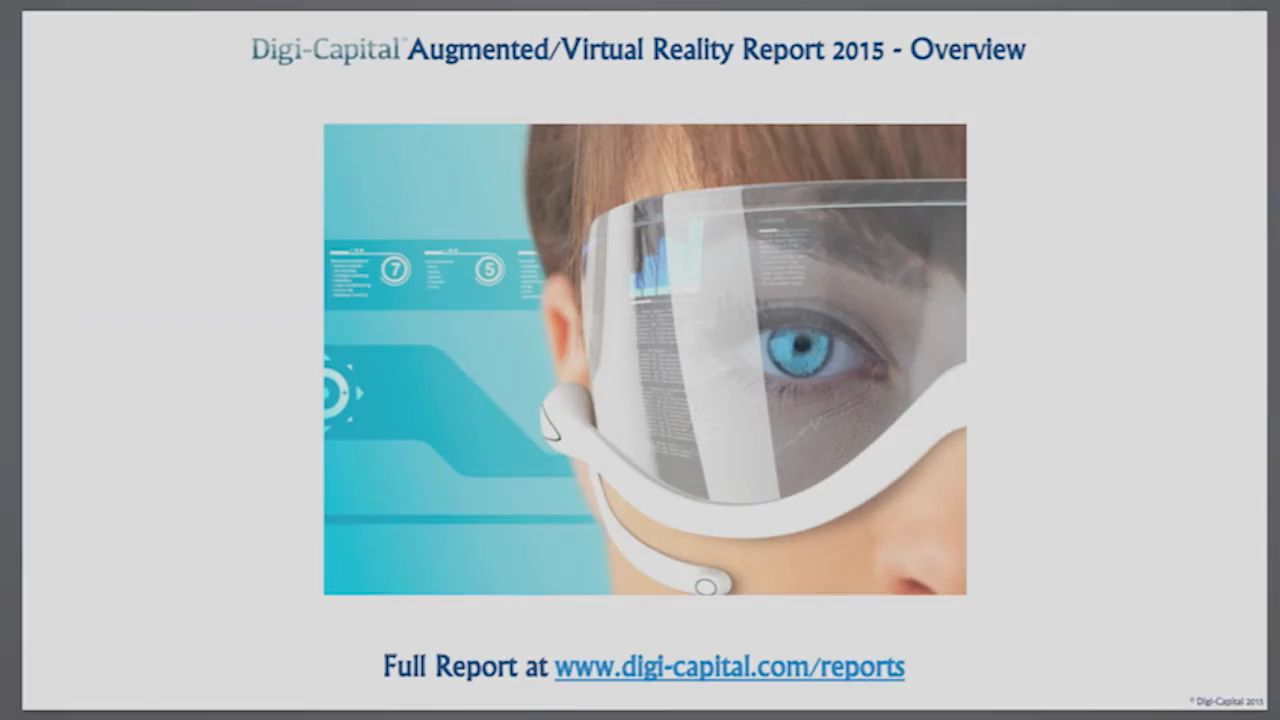 Digi-Capital™ Augmented/Virtual Reality Report 2015 - Overview
7
5
Full Report at www.digi-capital.com/reports
© Digi-Capital 2015